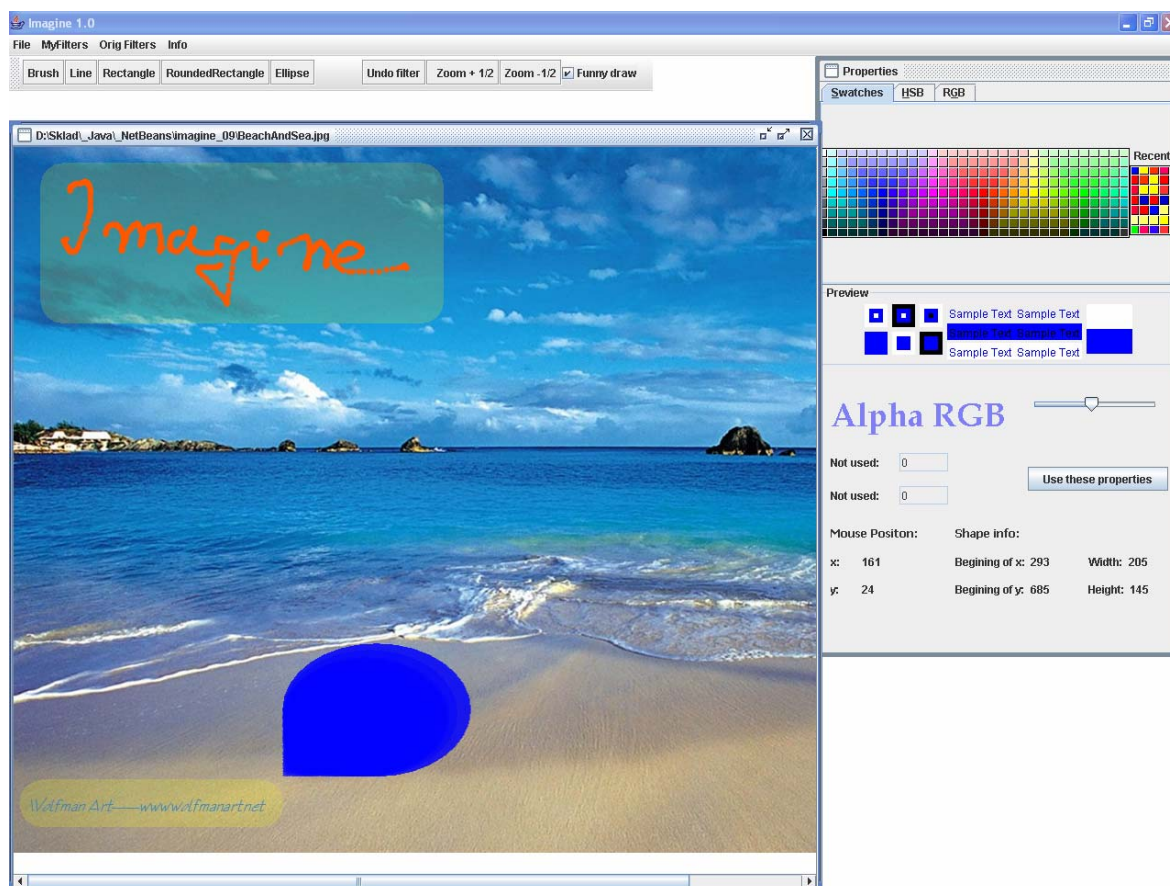 Imagine 1.0
File MyFilters Orig Filters Info
Brush Line Rectangle RoundedRectangle Ellipse Undo filter Zoom + 1/2 Zoom -1/2 Funny draw
D:\Sklad\_Java\_NetBeans\imagine_09\BeachAndSea.jpg
Imagine...
Wolfman Art-----www.wolfmanart.net
Properties
Swatches HSB RGB
Recent
Preview
Sample Text Sample Text
Sample Text Sample Text
Sample Text Sample Text
Alpha RGB
Not used: 0
Use these properties
Not used: 0
Mouse Positon: Shape info:
x: 161 Begining of x: 293 Width: 205
y: 24 Begining of y: 685 Height: 145